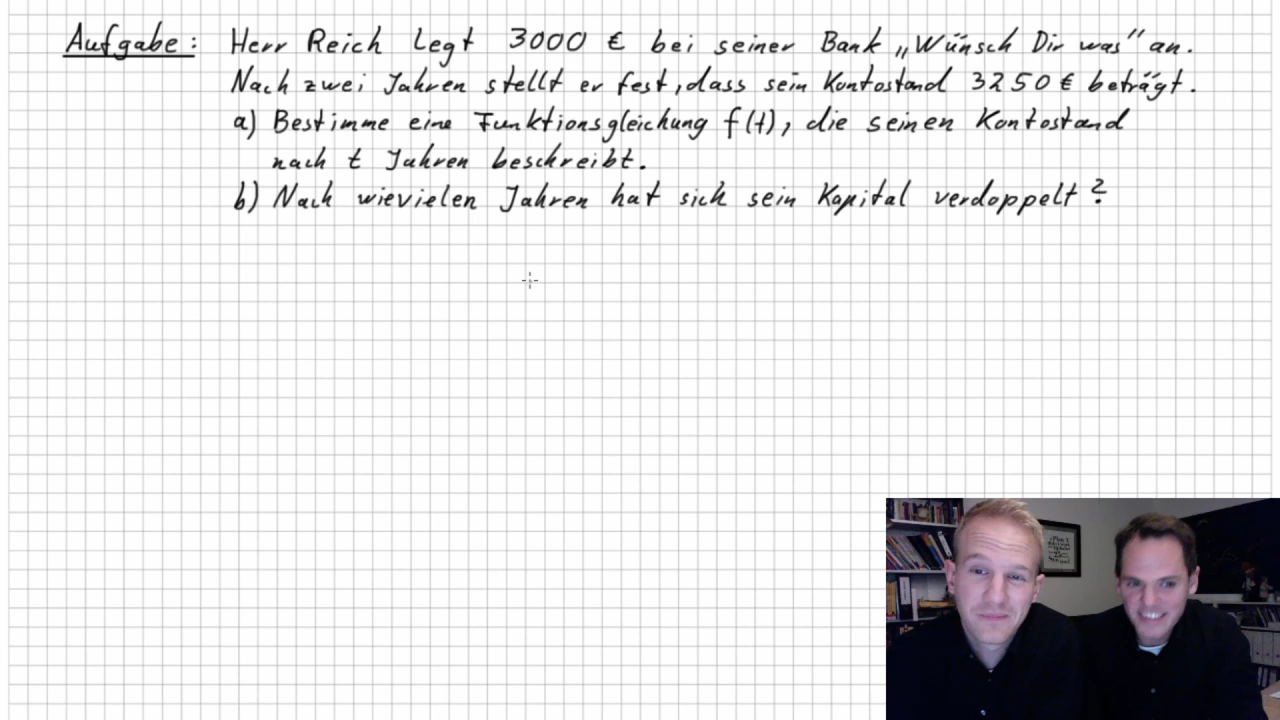 Aufgabe: Herr Reich legt 3000 € bei seiner Bank „Wünsch Dir was" an.
Nach zwei Jahren stellt er fest, dass sein Kontostand 3250 € beträgt.
a) Bestimme eine Funktionsgleichung f(t), die seinen Kontostand
nach t Jahren beschreibt.
b) Nach wievielen Jahren hat sich sein Kapital verdoppelt?